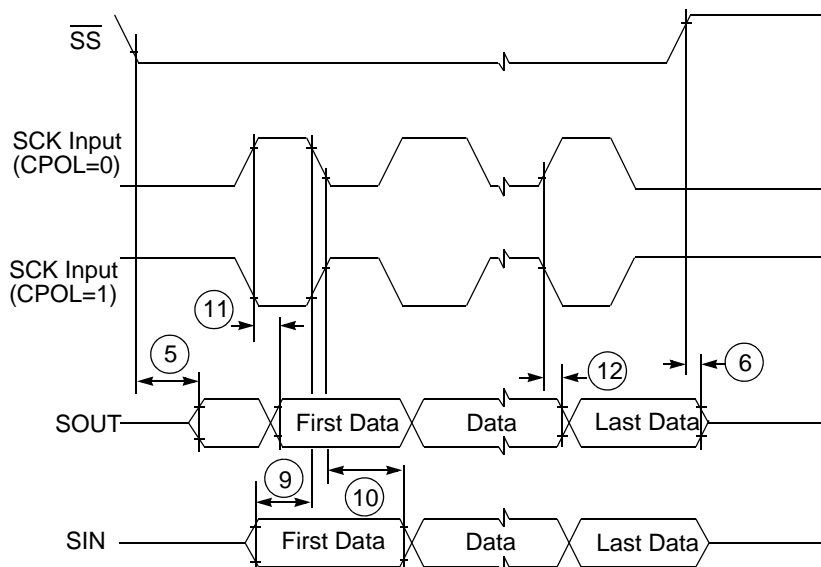 SS
SCK Input
(CPOL=0)
SCK Input
(CPOL=1)
11
5
12
6
SOUT
First Data
Data
Last Data
9
10
SIN
First Data
Data
Last Data